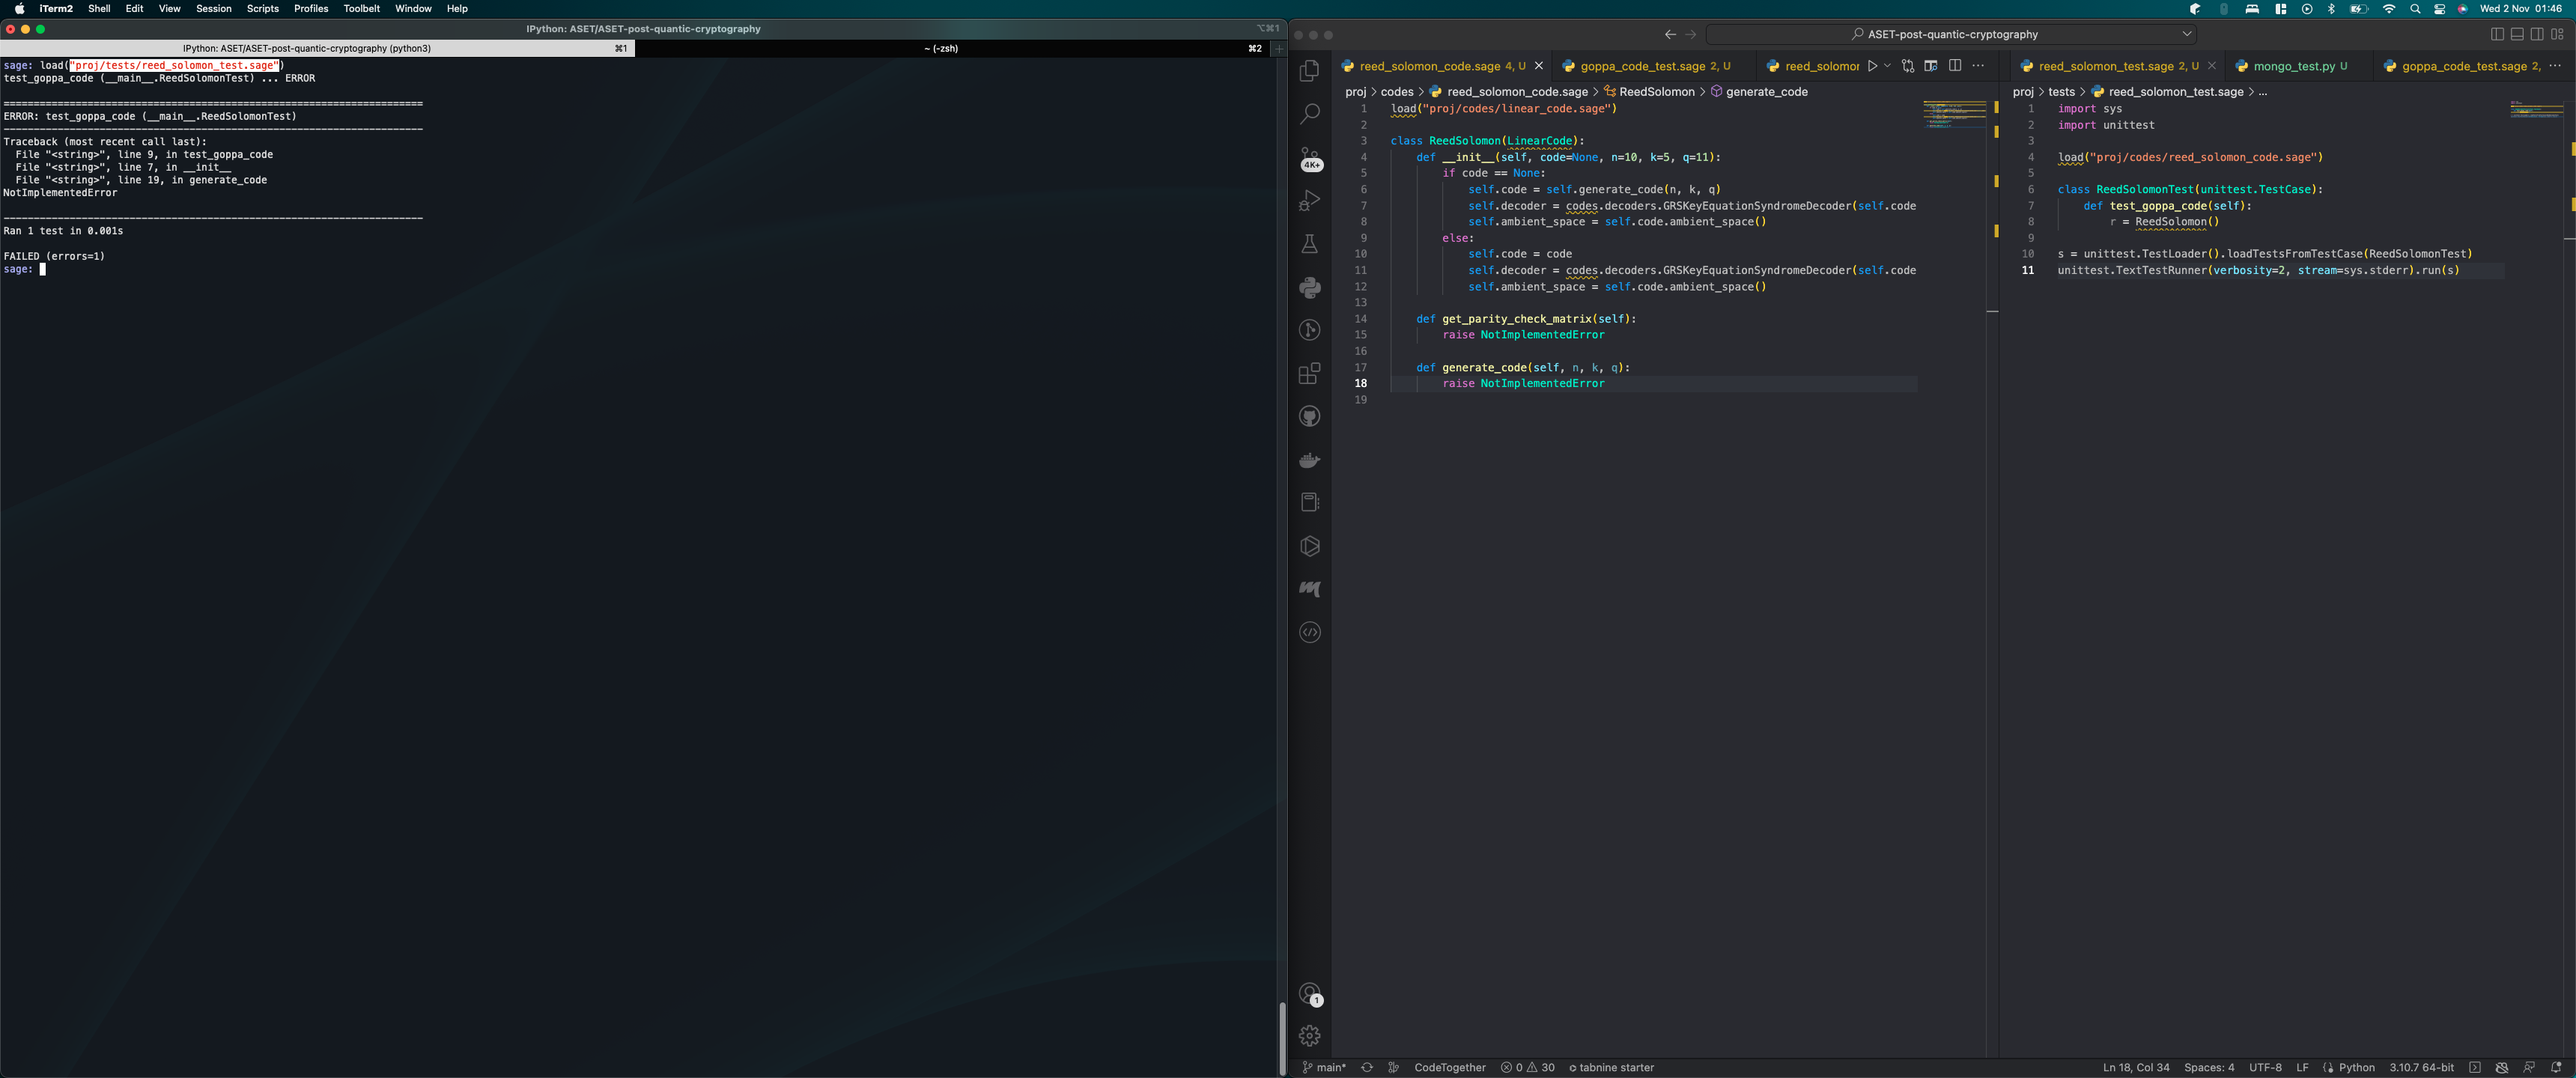 iTerm2 Shell Edit View Session Scripts Profiles Toolbelt Window Help
Wed 2 Nov 01:46
IPython: ASET/ASET-post-quantic-cryptography
⌥⌘1
IPython: ASET/ASET-post-quantic-cryptography (python3) ⌘1
~ (-zsh) ⌘2
sage: load("proj/tests/reed_solomon_test.sage")
test_goppa_code (__main__.ReedSolomonTest) ... ERROR
======================================================================
ERROR: test_goppa_code (__main__.ReedSolomonTest)
----------------------------------------------------------------------
Traceback (most recent call last):
  File "<string>", line 9, in test_goppa_code
  File "<string>", line 7, in __init__
  File "<string>", line 19, in generate_code
NotImplementedError
----------------------------------------------------------------------
Ran 1 test in 0.001s
FAILED (errors=1)
sage:
ASET-post-quantic-cryptography
4K+
1
reed_solomon_code.sage 4, U
goppa_code_test.sage 2, U
reed_solomor
proj > codes > reed_solomon_code.sage > ReedSolomon > generate_code
1 load("proj/codes/linear_code.sage")
2
3 class ReedSolomon(LinearCode):
4     def __init__(self, code=None, n=10, k=5, q=11):
5         if code == None:
6             self.code = self.generate_code(n, k, q)
7             self.decoder = codes.decoders.GRSKeyEquationSyndromeDecoder(self.code
8             self.ambient_space = self.code.ambient_space()
9         else:
10             self.code = code
11             self.decoder = codes.decoders.GRSKeyEquationSyndromeDecoder(self.code
12             self.ambient_space = self.code.ambient_space()
13
14     def get_parity_check_matrix(self):
15         raise NotImplementedError
16
17     def generate_code(self, n, k, q):
18         raise NotImplementedError
19
reed_solomon_test.sage 2, U
mongo_test.py U
goppa_code_test.sage 2,
proj > tests > reed_solomon_test.sage > ...
1 import sys
2 import unittest
3
4 load("proj/codes/reed_solomon_code.sage")
5
6 class ReedSolomonTest(unittest.TestCase):
7     def test_goppa_code(self):
8         r = ReedSolomon()
9
10 s = unittest.TestLoader().loadTestsFromTestCase(ReedSolomonTest)
11 unittest.TextTestRunner(verbosity=2, stream=sys.stderr).run(s)
main* CodeTogether 0 30 tabnine starter
Ln 18, Col 34 Spaces: 4 UTF-8 LF Python 3.10.7 64-bit